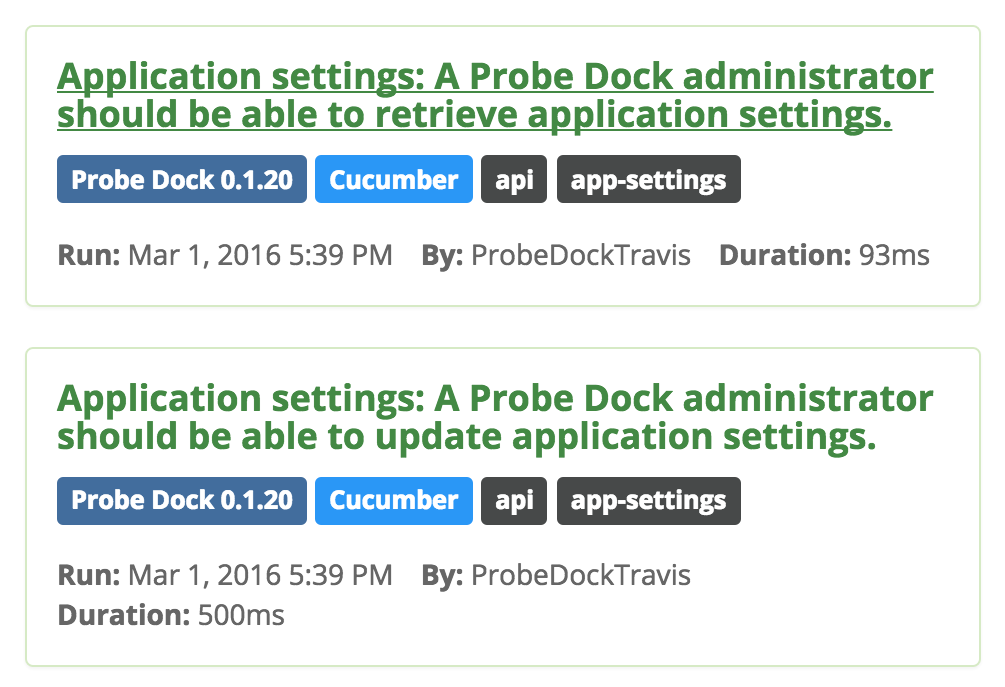 Application settings: A Probe Dock administrator
should be able to retrieve application settings.
Probe Dock 0.1.20 Cucumber api app-settings
Run: Mar 1, 2016 5:39 PM By: ProbeDockTravis Duration: 93ms
Application settings: A Probe Dock administrator
should be able to update application settings.
Probe Dock 0.1.20 Cucumber api app-settings
Run: Mar 1, 2016 5:39 PM By: ProbeDockTravis
Duration: 500ms